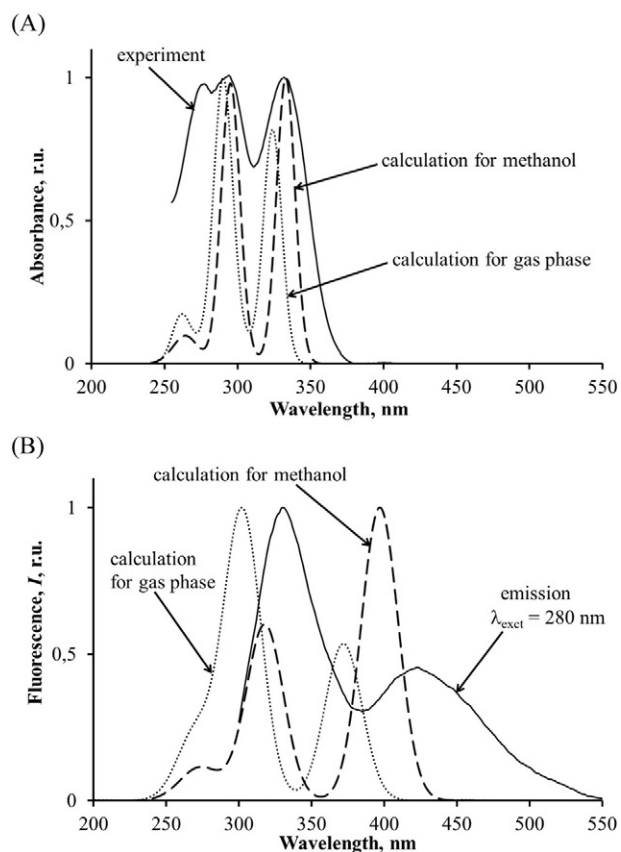 (A)
experiment
1
calculation for methanol
0,5
calculation for gas phase
0
200 250 300 350 400 450 500 550
Absorbance, r.u.
Wavelength, nm
(B)
calculation for methanol
1
calculation
for gas phase
emission
λexct = 280 nm
0,5
0
200 250 300 350 400 450 500 550
Fluorescence, I, r.u.
Wavelength, nm